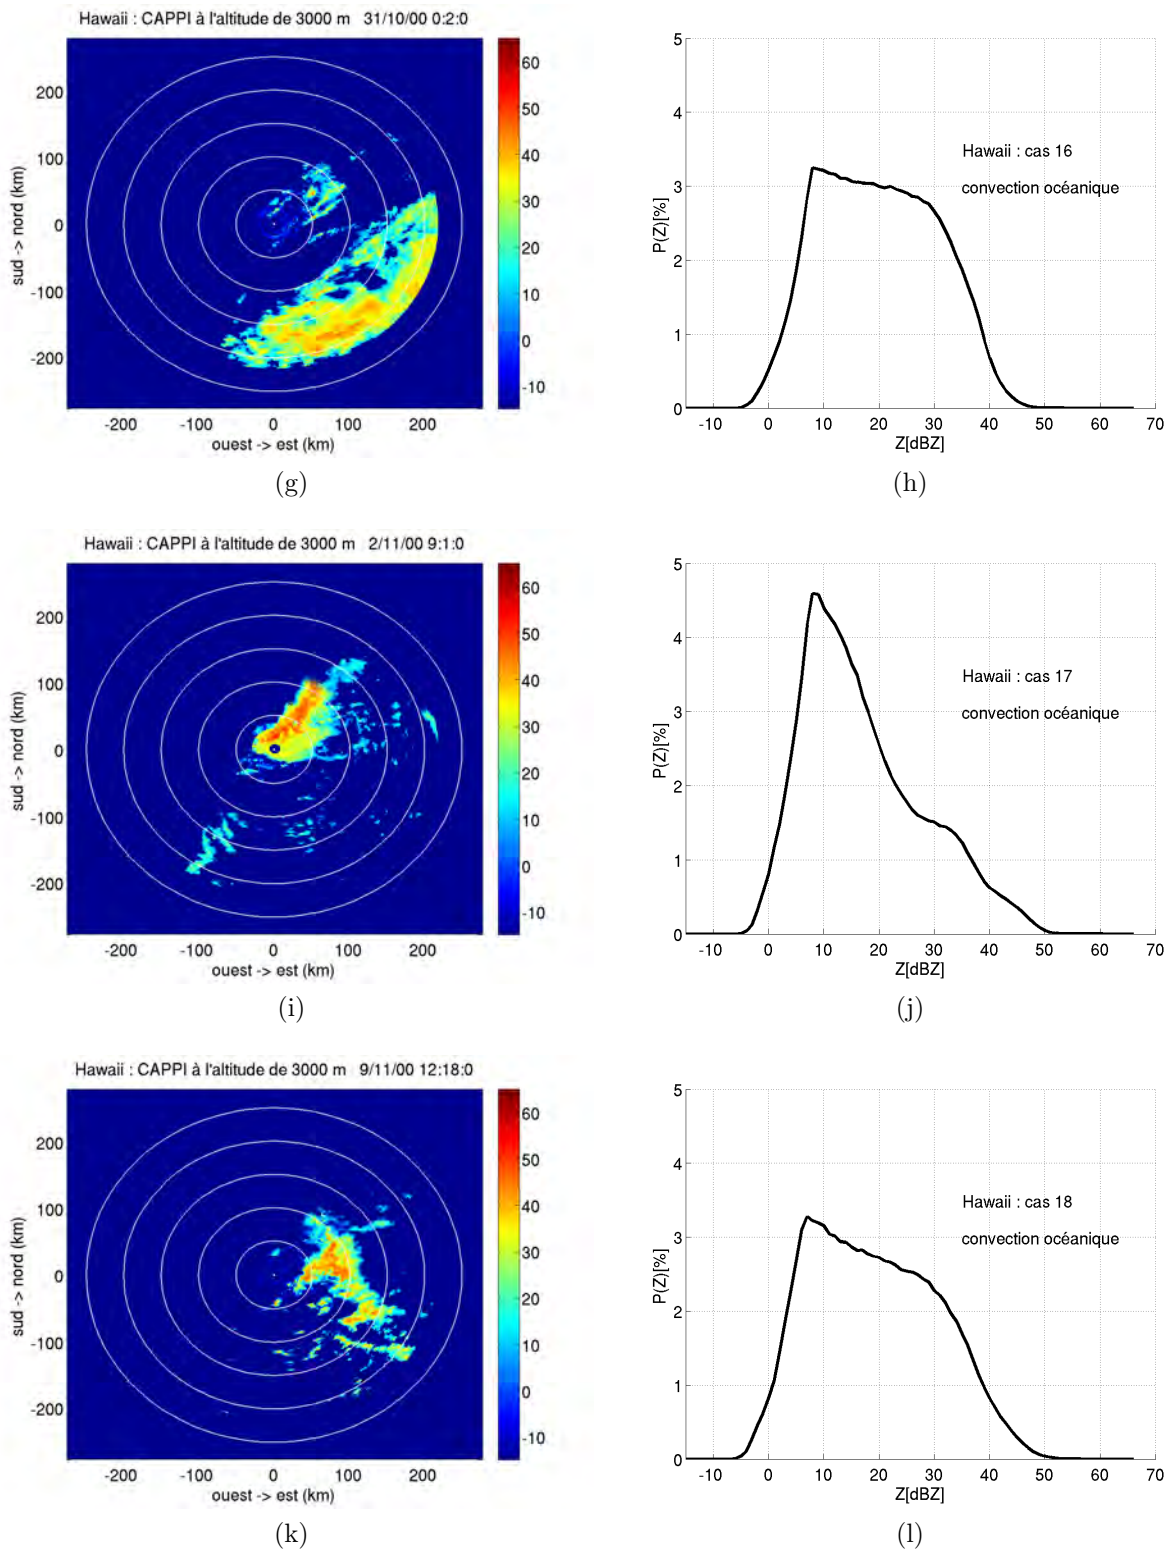 Hawaii : CAPPI à l'altitude de 3000 m 31/10/00 0:2:0
sud -> nord (km)
200
100
0
-100
-200
-200 -100 0 100 200
ouest -> est (km)
60
50
40
30
20
10
0
-10
(g)
P(Z)[%]
5
4
3
2
1
0
Hawaii : cas 16
convection océanique
-10 0 10 20 30 40 50 60 70
Z[dBZ]
(h)
Hawaii : CAPPI à l'altitude de 3000 m 2/11/00 9:1:0
sud -> nord (km)
200
100
0
-100
-200
-200 -100 0 100 200
ouest -> est (km)
60
50
40
30
20
10
0
-10
(i)
P(Z)[%]
5
4
3
2
1
0
Hawaii : cas 17
convection océanique
-10 0 10 20 30 40 50 60 70
Z[dBZ]
(j)
Hawaii : CAPPI à l'altitude de 3000 m 9/11/00 12:18:0
sud -> nord (km)
200
100
0
-100
-200
-200 -100 0 100 200
ouest -> est (km)
60
50
40
30
20
10
0
-10
(k)
P(Z)[%]
5
4
3
2
1
0
Hawaii : cas 18
convection océanique
-10 0 10 20 30 40 50 60 70
Z[dBZ]
(l)